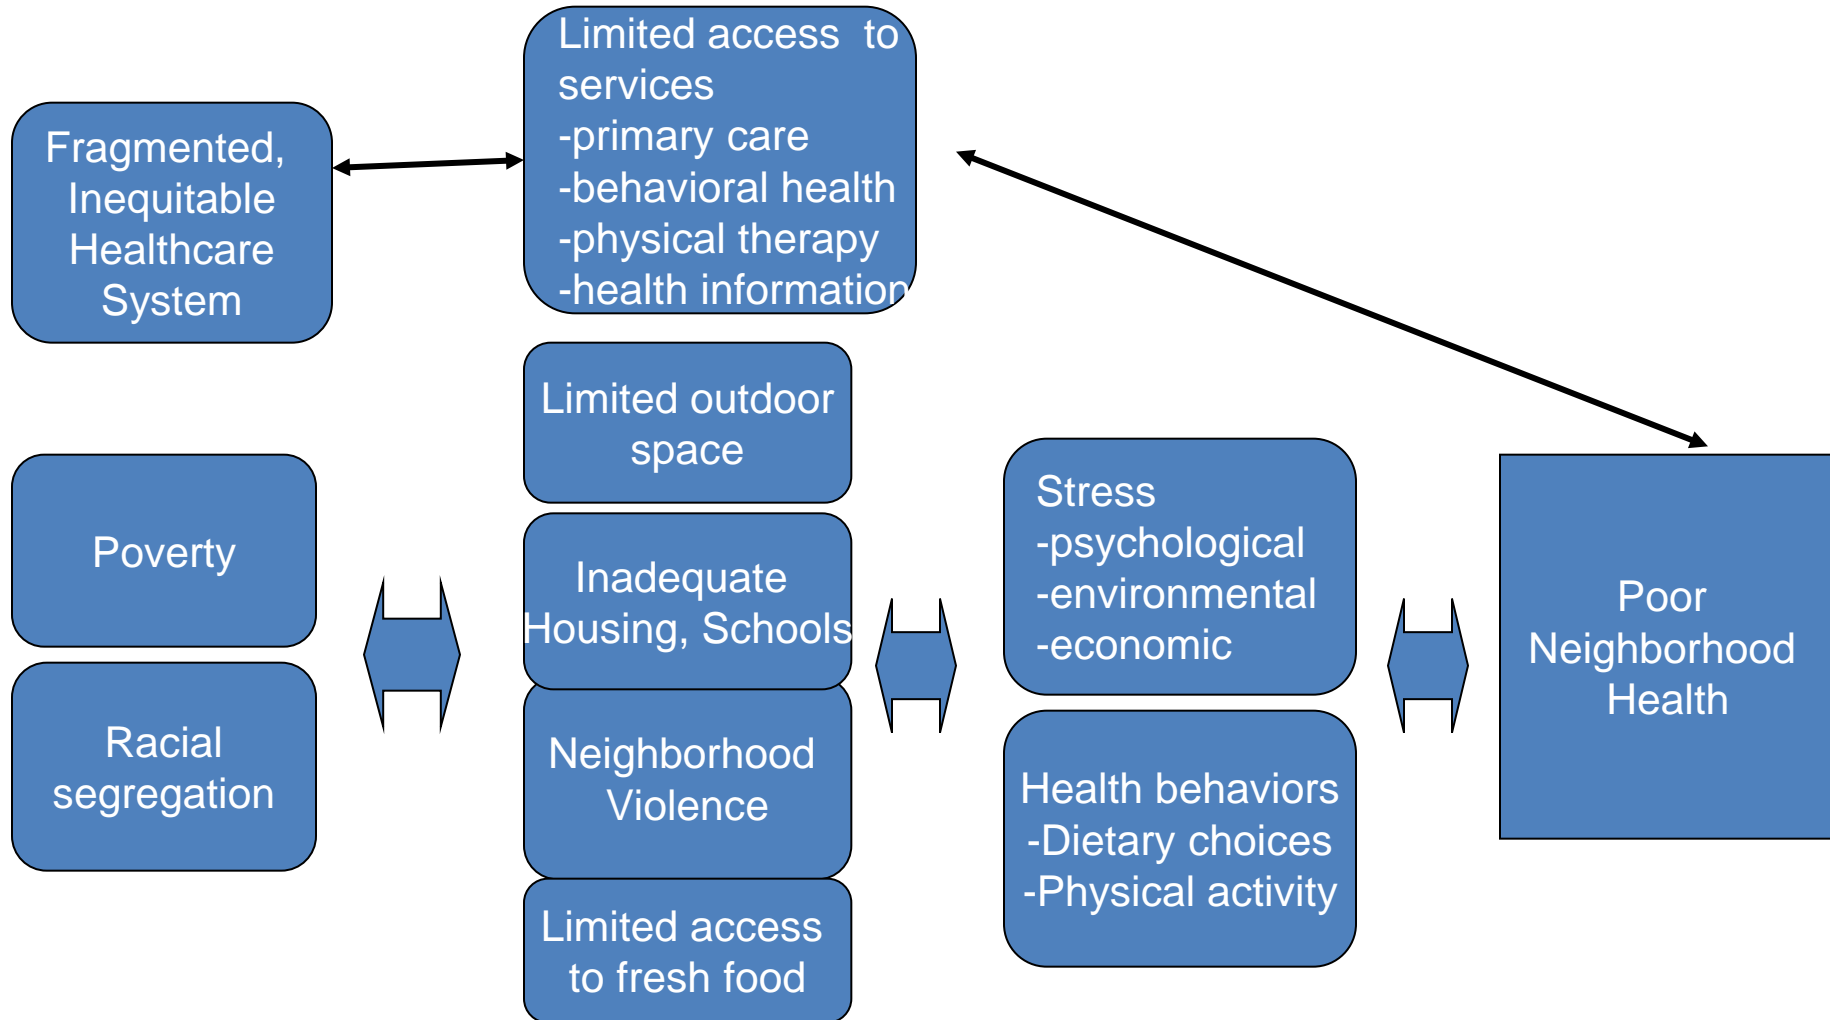 Fragmented,
Inequitable
Healthcare
System
Limited access to
services
-primary care
-behavioral health
-physical therapy
-health information
Limited outdoor
space
Poverty
Racial
segregation
Inadequate
Housing, Schools
Neighborhood
Violence
Limited access
to fresh food
Stress
-psychological
-environmental
-economic
Health behaviors
-Dietary choices
-Physical activity
Poor
Neighborhood
Health